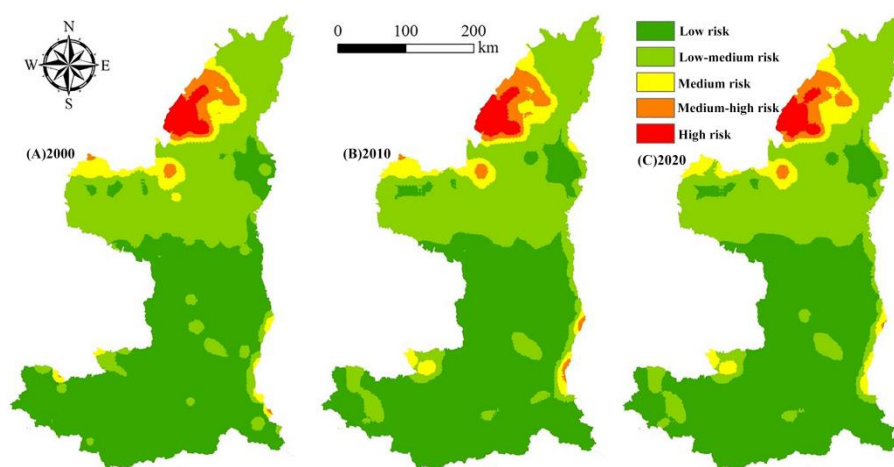 N
W E
S
0 100 200
km
Low risk
Low-medium risk
Medium risk
Medium-high risk
High risk
(A)2000
(B)2010
(C)2020